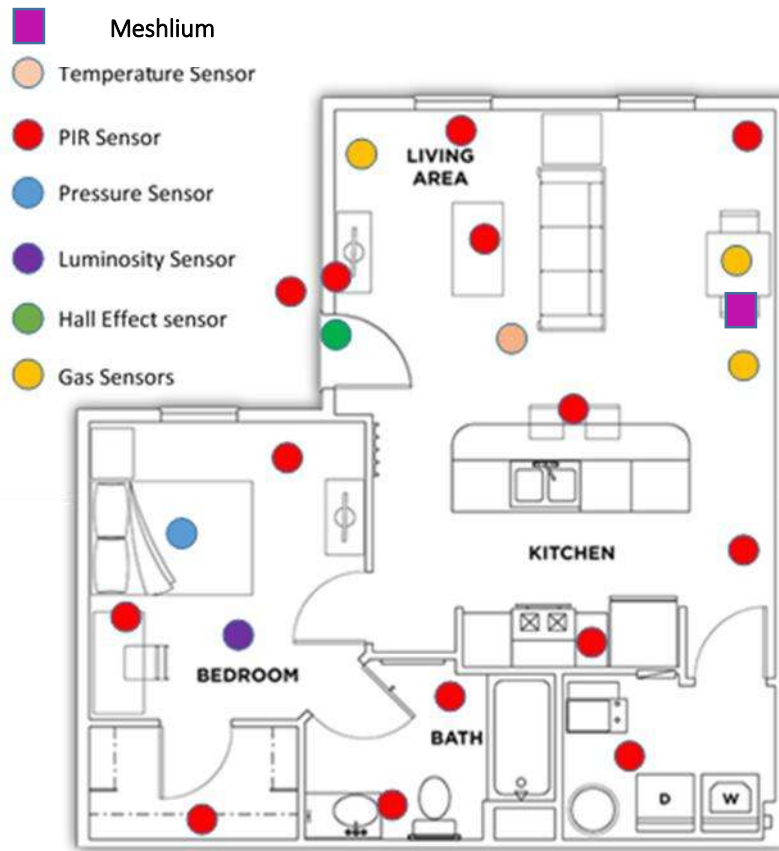 Meshlium
Temperature Sensor
PIR Sensor
Pressure Sensor
Luminosity Sensor
Hall Effect sensor
Gas Sensors
LIVING
AREA
KITCHEN
BEDROOM
BATH
D
W